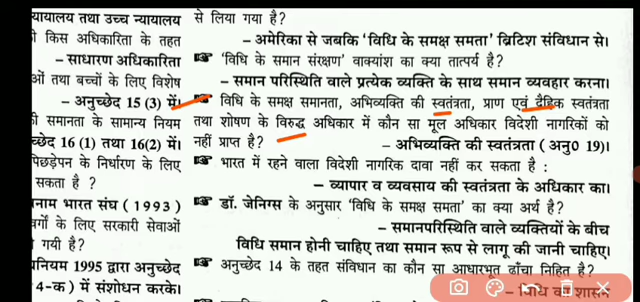 यायालय तथा उच्च न्यायालय
किस अधिकारिता के तहत
– साधारण अधिकारिता
ओं तथा बच्चों के लिए विशेष
– अनुच्छेद 15 (3) में।
समानता के सामान्य नियम
च्छेद 16 (1) तथा 16(2) में।
पिछड़ेपन के निर्धारण के लिए
सकता है ?
नाम भारत संघ ( 1993 )
वर्गों के लिए सरकारी सेवाओं
गयी है?
धनियम 1995 द्वारा अनुच्छेद
4-क ) में संशोधन करके।
से लिया गया है?
– अमेरिका से जबकि 'विधि के समक्ष समता' ब्रिटिश संविधान से।
'विधि के समान संरक्षण' वाक्यांश का क्या तात्पर्य है?
– समान परिस्थिति वाले प्रत्येक व्यक्ति के साथ समान व्यवहार करना।
विधि के समक्ष समानता, अभिव्यक्ति की स्वतंत्रता, प्राण एवं दैहिक स्वतंत्रता
तथा शोषण के विरुद्ध अधिकार में कौन सा मूल अधिकार विदेशी नागरिकों को
नहीं प्राप्त है? – अभिव्यक्ति की स्वतंत्रता (अनु0 19)।
भारत में रहने वाला विदेशी नागरिक दावा नहीं कर सकता है :
– व्यापार व व्यवसाय की स्वतंत्रता के अधिकार का।
डॉ. जेनिग्स के अनुसार 'विधि के समक्ष समता' का क्या अर्थ है?
– समानपरिस्थिति वाले व्यक्तियों के बीच
विधि समान होनी चाहिए तथा समान रूप से लागू की जानी चाहिए।
अनुच्छेद 14 के तहत संविधान का कौन सा आधारभूत ढाँचा निहित है?
– विधि का शासन